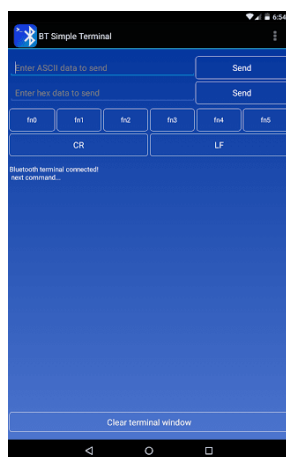 6:54
BT Simple Terminal
Enter ASCII data to send
Send
Enter hex data to send
Send
fn0 fn1 fn2 fn3 fn4 fn5
CR LF
Bluetooth terminal connected!
next command...
Clear terminal window